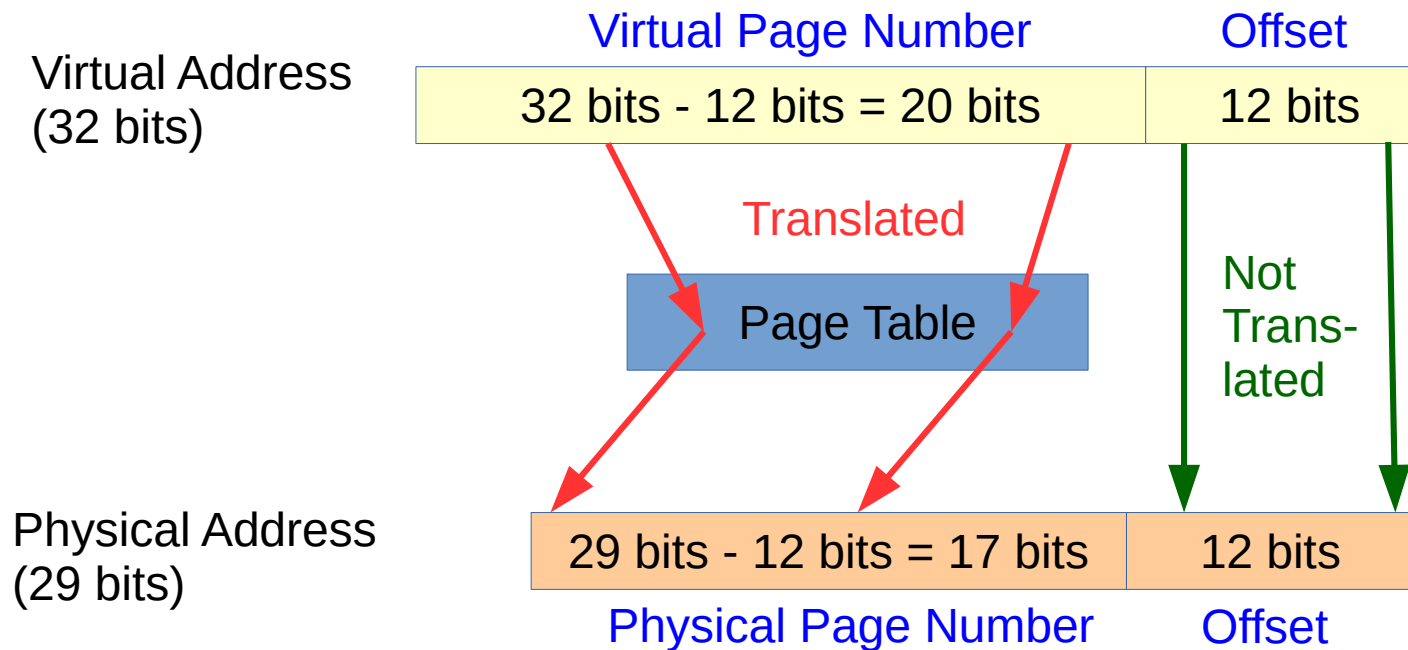 Virtual Page Number
Offset
Virtual Address
(32 bits)
32 bits - 12 bits = 20 bits
12 bits
Translated
Page Table
Not
Trans-
lated
Physical Address
(29 bits)
29 bits - 12 bits = 17 bits
12 bits
Physical Page Number
Offset